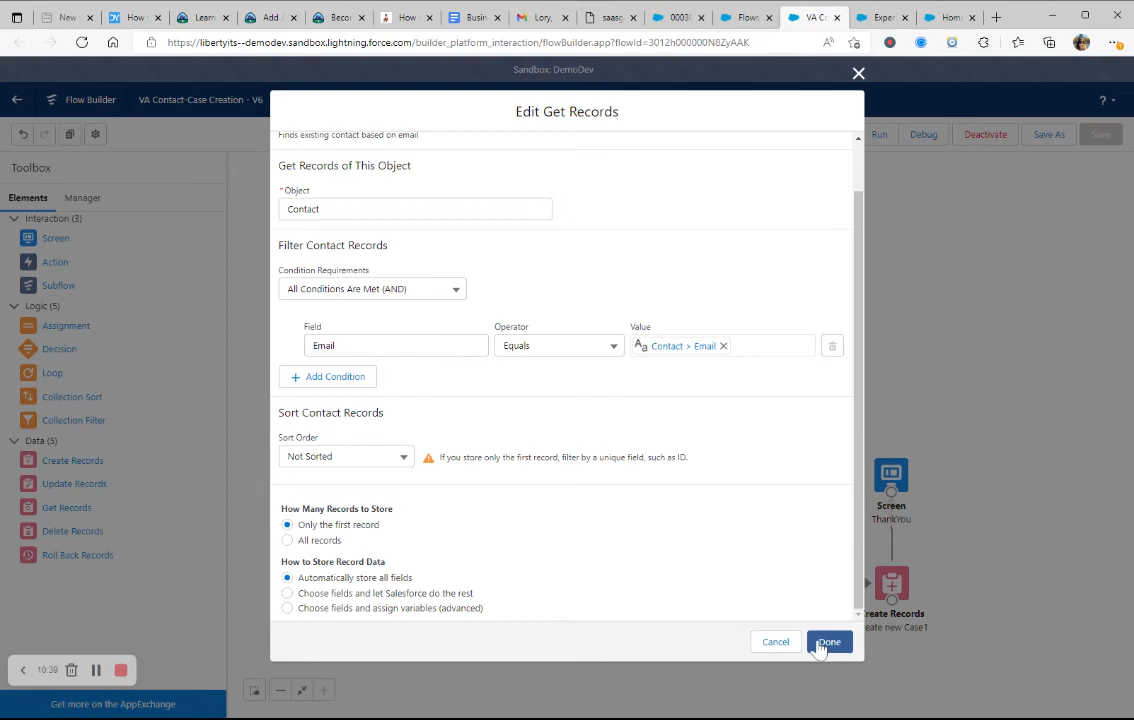 New
How
Learn
Add
Becor
How
Busin
Lory,
saasg
0003
Flows
VA C
Exper
Home
https://libertyits--demodev.sandbox.lightning.force.com/builder_platform_interaction/flowBuilder.app?flowId=3012h000000N8ZyAAK
Sandbox: DemoDev
Flow Builder
VA Contact-Case Creation - V6
?
Run
Debug
Deactivate
Save As
Save
Toolbox
Elements
Manager
Interaction (3)
Screen
Action
Subflow
Logic (5)
Assignment
Decision
Loop
Collection Sort
Collection Filter
Data (5)
Create Records
Update Records
Get Records
Delete Records
Roll Back Records
Get more on the AppExchange
10:39
Edit Get Records
Finds existing contact based on email
Get Records of This Object
* Object
Contact
Filter Contact Records
Condition Requirements
All Conditions Are Met (AND)
Field
Operator
Value
Email
Equals
Aa Contact > Email
+ Add Condition
Sort Contact Records
Sort Order
Not Sorted
If you store only the first record, filter by a unique field, such as ID.
How Many Records to Store
Only the first record
All records
How to Store Record Data
Automatically store all fields
Choose fields and let Salesforce do the rest
Choose fields and assign variables (advanced)
Cancel
Done
Screen
ThankYou
reate Records
eate new Case1